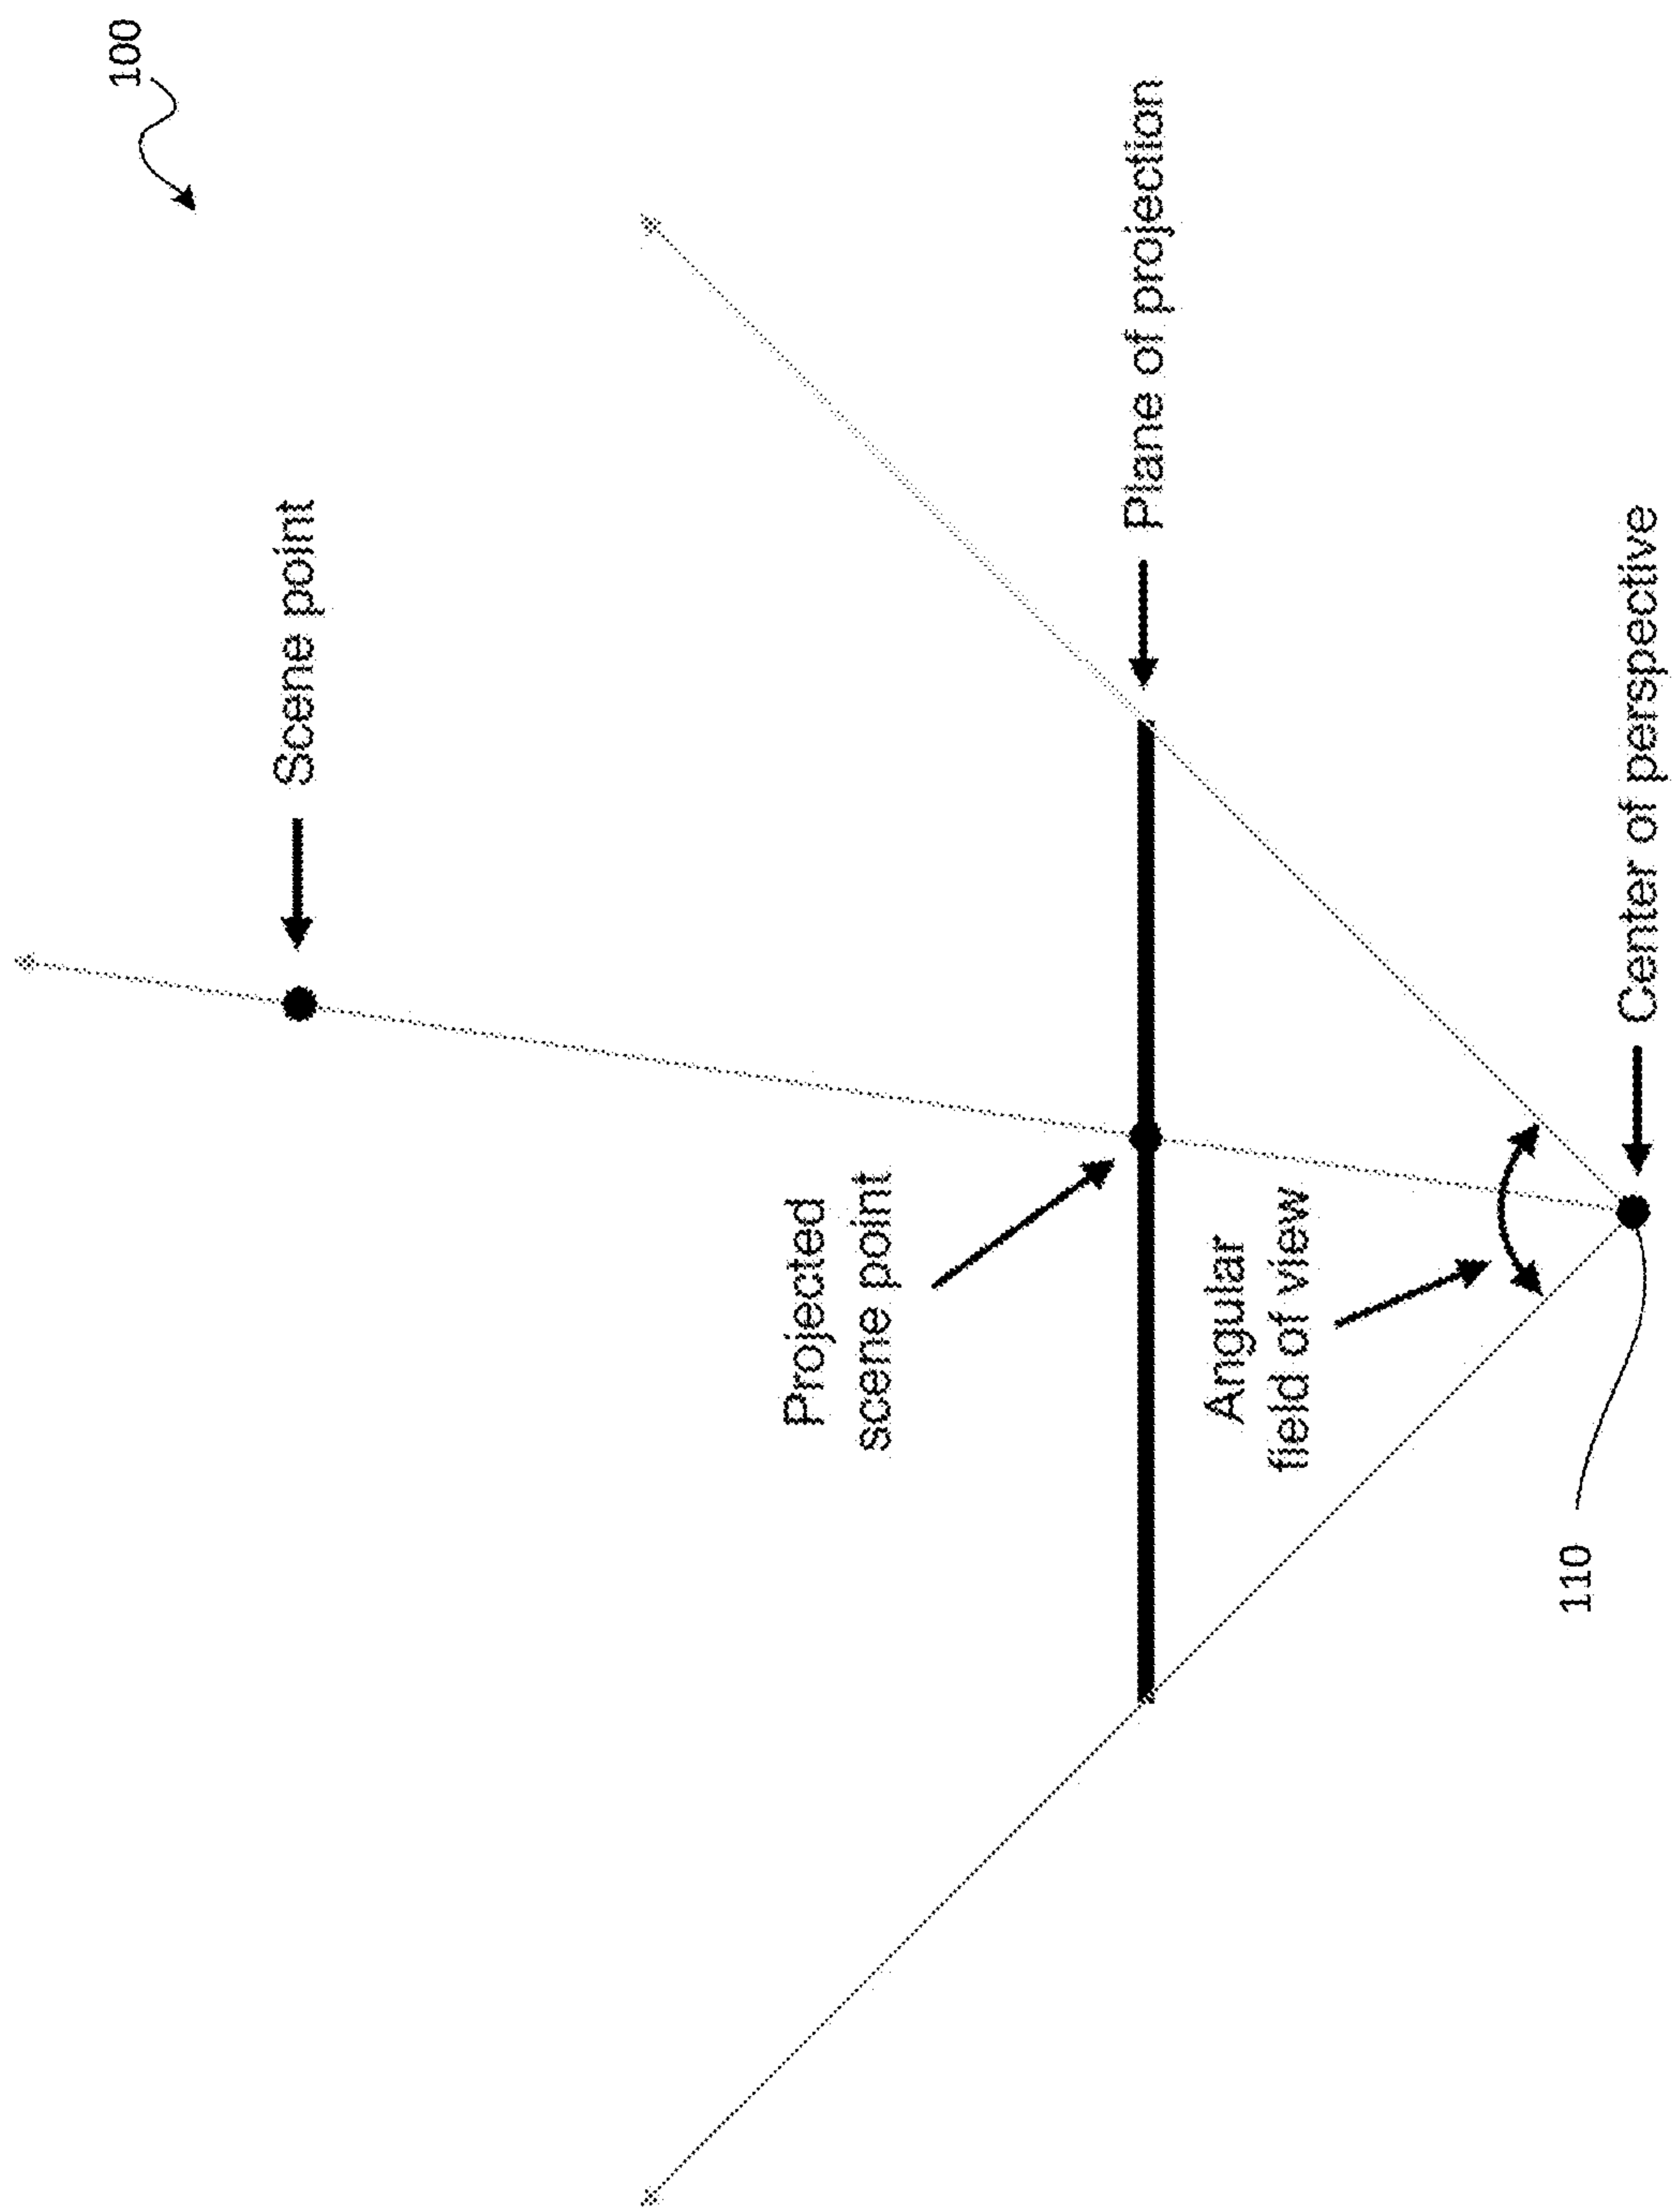 100
Scene point
Projected
scene point
Plane of projection
Angular
field of view
Center of perspective
110